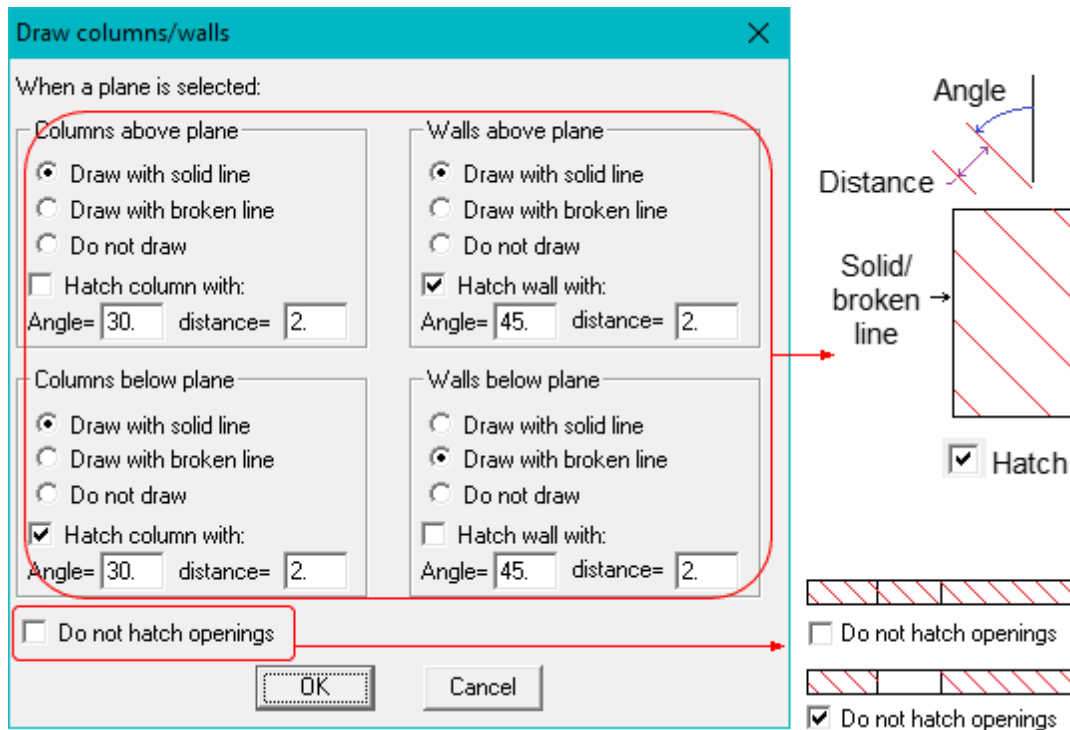 Draw columns/walls
When a plane is selected:
Columns above plane
Draw with solid line
Draw with broken line
Do not draw
Hatch column with:
Angle= 30. distance= 2.
Walls above plane
Draw with solid line
Draw with broken line
Do not draw
Hatch wall with:
Angle= 45. distance= 2.
Columns below plane
Draw with solid line
Draw with broken line
Do not draw
Hatch column with:
Angle= 30. distance= 2.
Walls below plane
Draw with solid line
Draw with broken line
Do not draw
Hatch wall with:
Angle= 45. distance= 2.
Do not hatch openings
OK
Cancel
Angle
Distance
Solid/
broken
line
Hatch
Do not hatch openings
Do not hatch openings